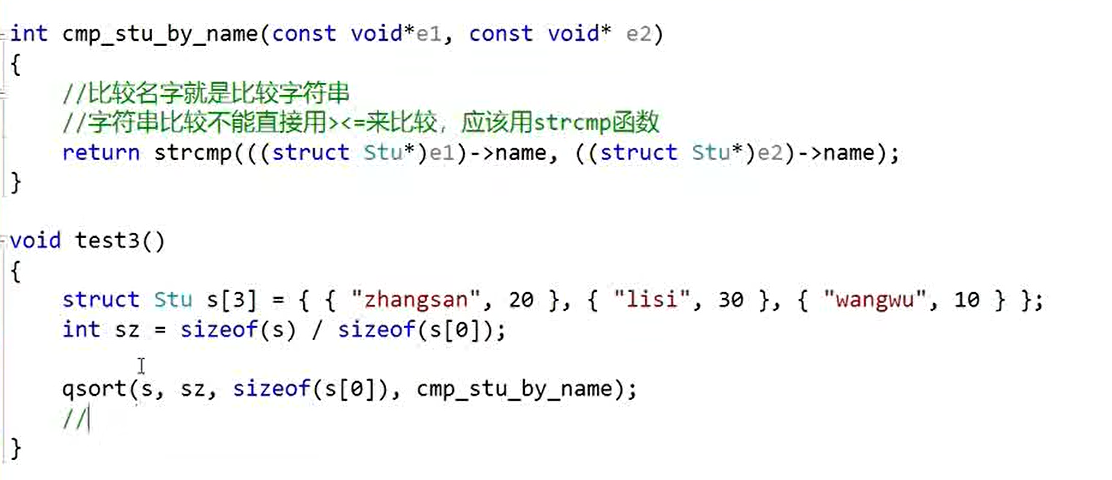 int cmp_stu_by_name(const void*e1, const void* e2)
{
    //比较名字就是比较字符串
    //字符串比较不能直接用><=来比较，应该用strcmp函数
    return strcmp(((struct Stu*)e1)->name, ((struct Stu*)e2)->name);
}
void test3()
{
    struct Stu s[3] = { { "zhangsan", 20 }, { "lisi", 30 }, { "wangwu", 10 } };
    int sz = sizeof(s) / sizeof(s[0]);
    qsort(s, sz, sizeof(s[0]), cmp_stu_by_name);
    //
}